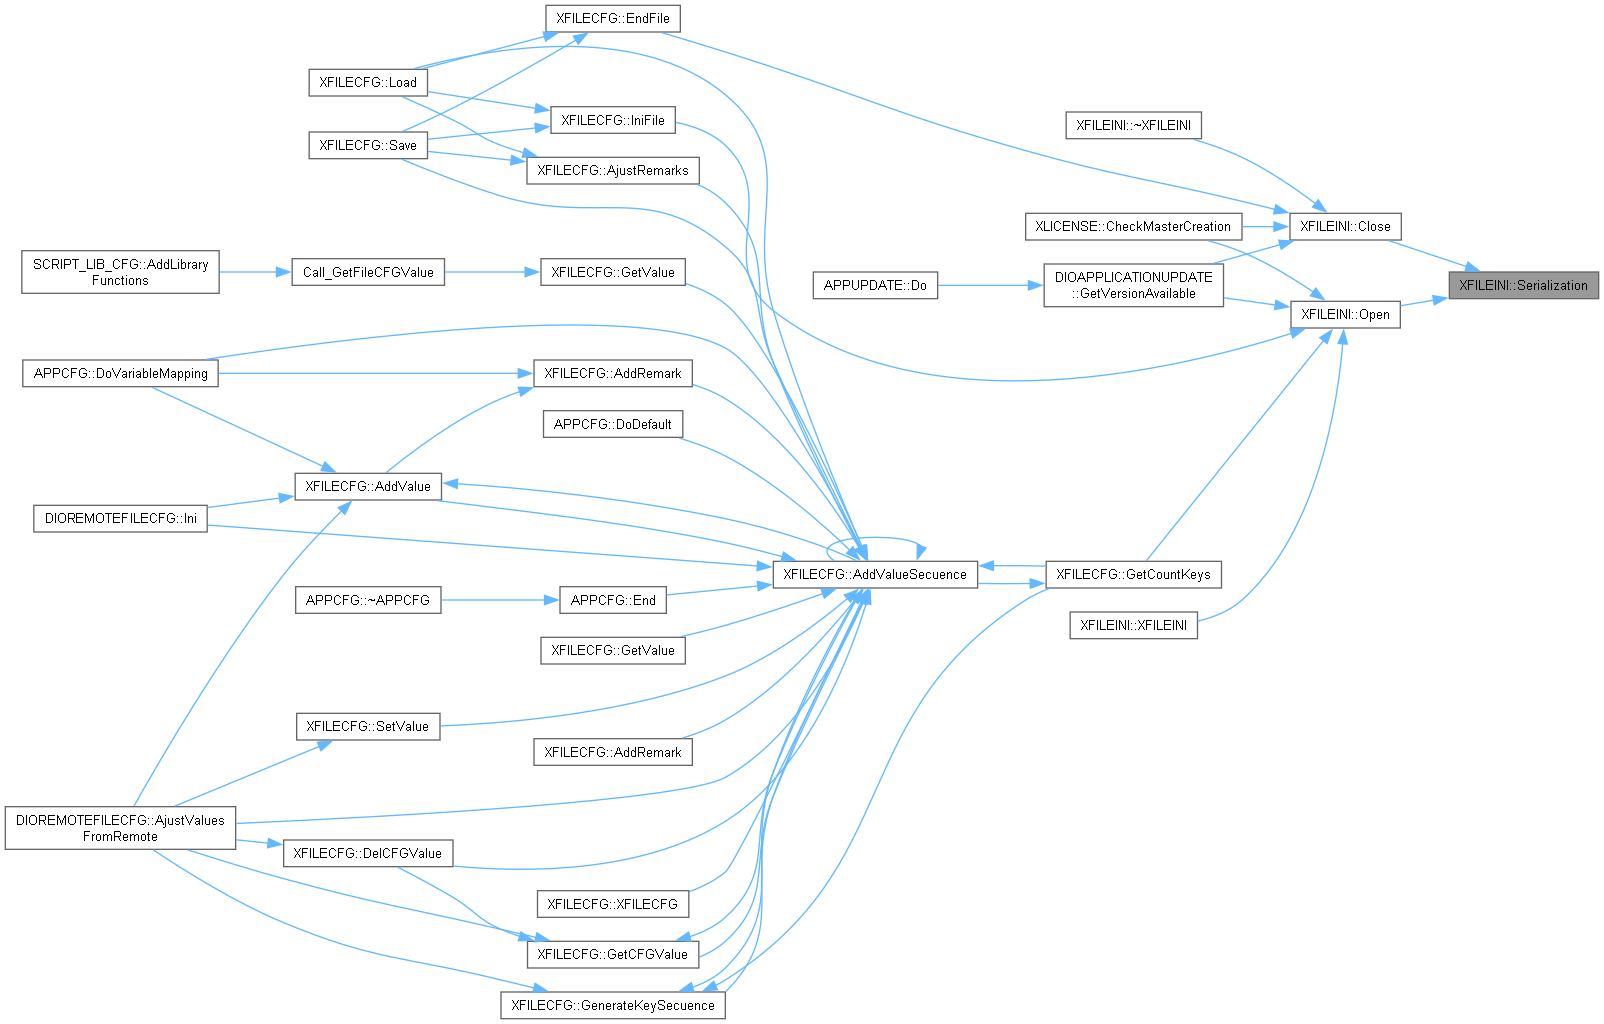 XFILECFG::EndFile
XFILECFG::Load
XFILECFG::IniFile
XFILEINI::~XFILEINI
XFILECFG::Save
XFILECFG::AjustRemarks
XLICENSE::CheckMasterCreation
XFILEINI::Close
SCRIPT_LIB_CFG::AddLibrary
Functions
Call_GetFileCFGValue
XFILECFG::GetValue
APPUPDATE::Do
DIOAPPLICATIONUPDATE
::GetVersionAvailable
XFILEINI::Serialization
XFILEINI::Open
APPCFG::DoVariableMapping
XFILECFG::AddRemark
APPCFG::DoDefault
XFILECFG::AddValue
DIOREMOTEFILECFG::Ini
XFILECFG::AddValueSecuence
XFILECFG::GetCountKeys
APPCFG::~APPCFG
APPCFG::End
XFILEINI::XFILEINI
XFILECFG::GetValue
XFILECFG::SetValue
XFILECFG::AddRemark
DIOREMOTEFILECFG::AjustValues
FromRemote
XFILECFG::DelCFGValue
XFILECFG::XFILECFG
XFILECFG::GetCFGValue
XFILECFG::GenerateKeySecuence